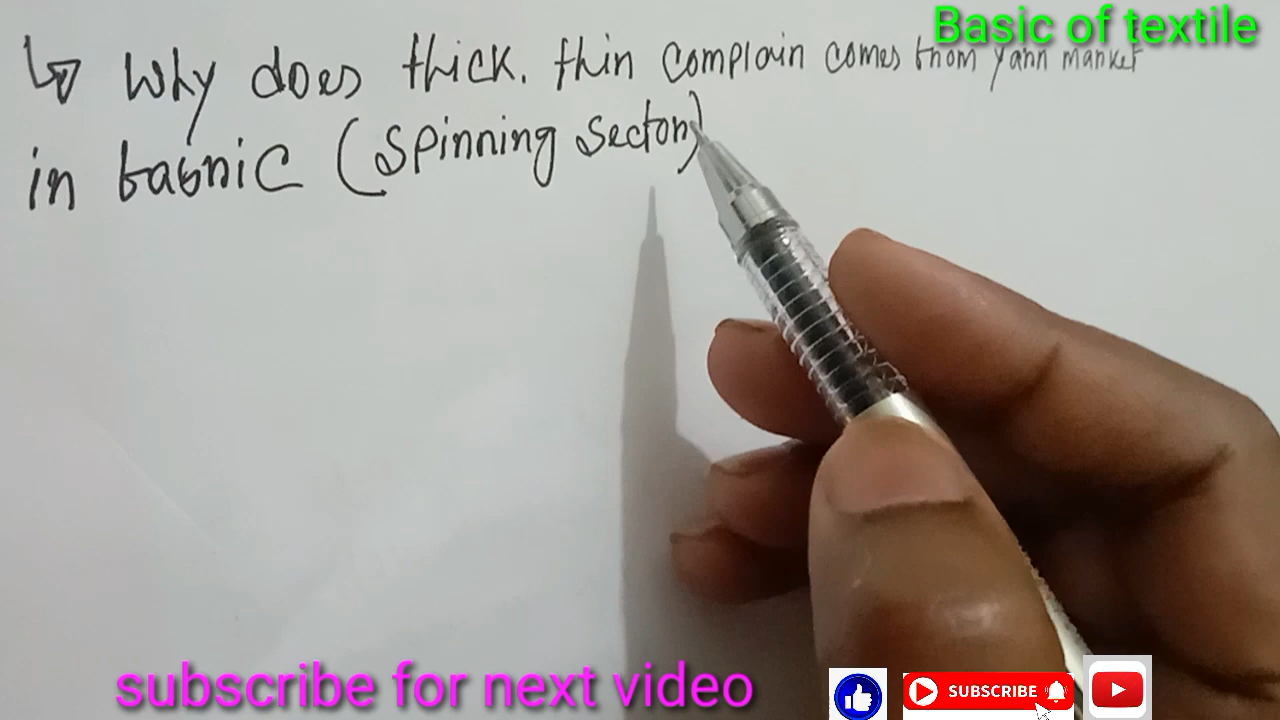 Basic of textile
Why does thick. thin complain comes from yarn market
in fabric (Spinning Sector)
subscribe for next video
SUBSCRIBE